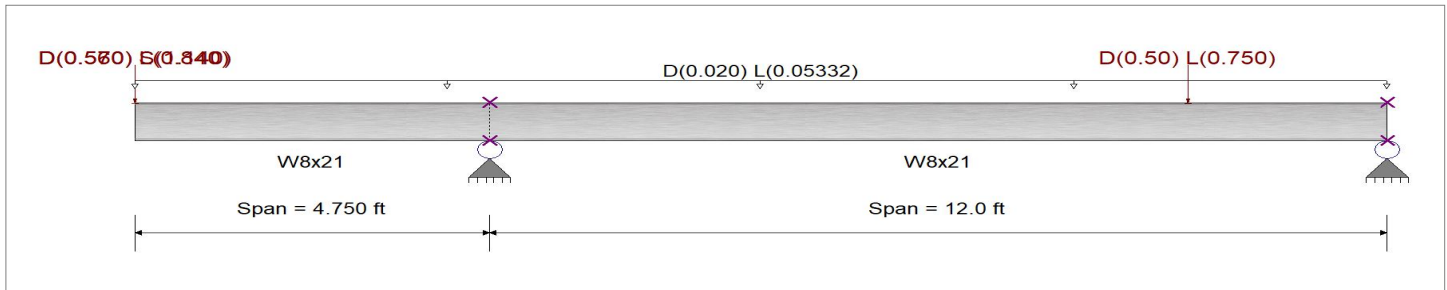 D(0.50) L(0.750)
D(0.020) L(0.05332)
W8x21
W8x21
Span = 4.750 ft
Span = 12.0 ft